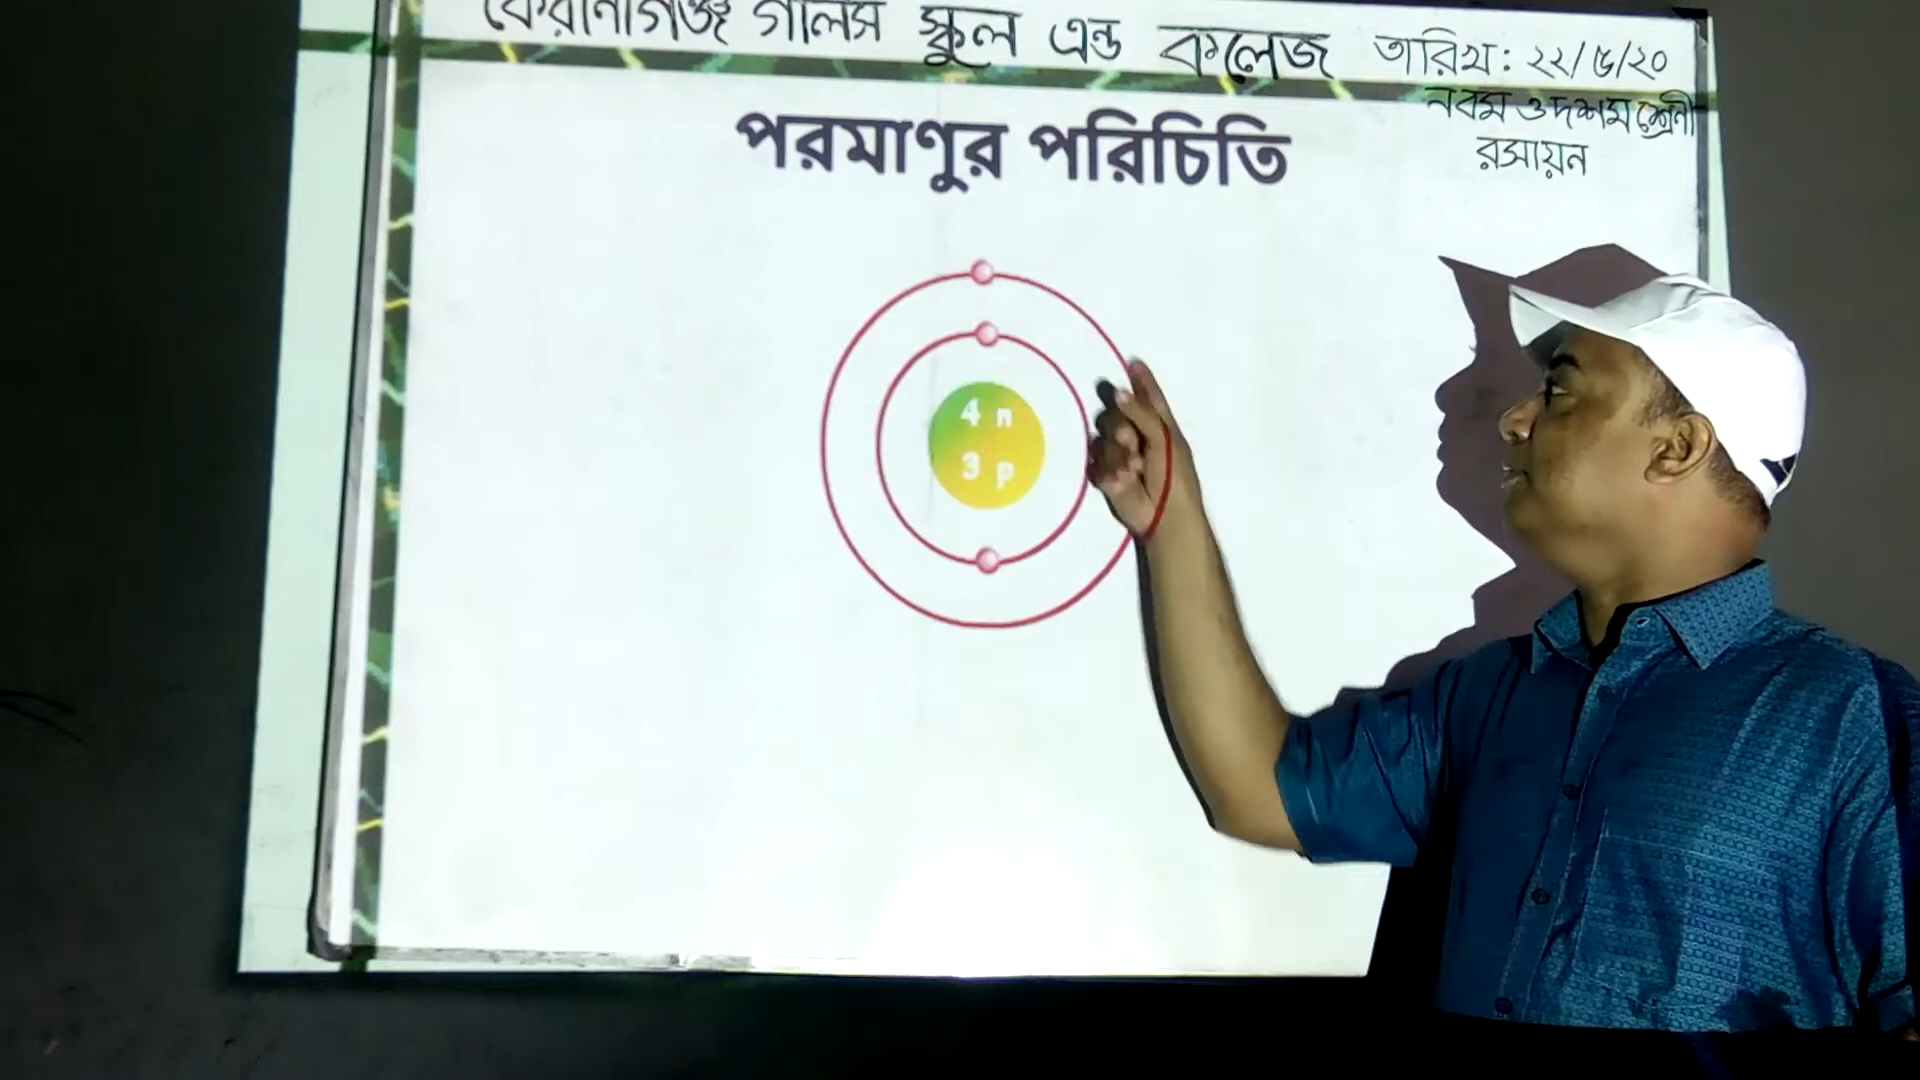 কেরানীগঞ্জ গার্লস স্কুল এন্ড কলেজ তারিখ: ২২/৫/২০
নবম ও দশম শ্রেণী
রসায়ন
পরমাণুর পরিচিতি
4 n
3 p